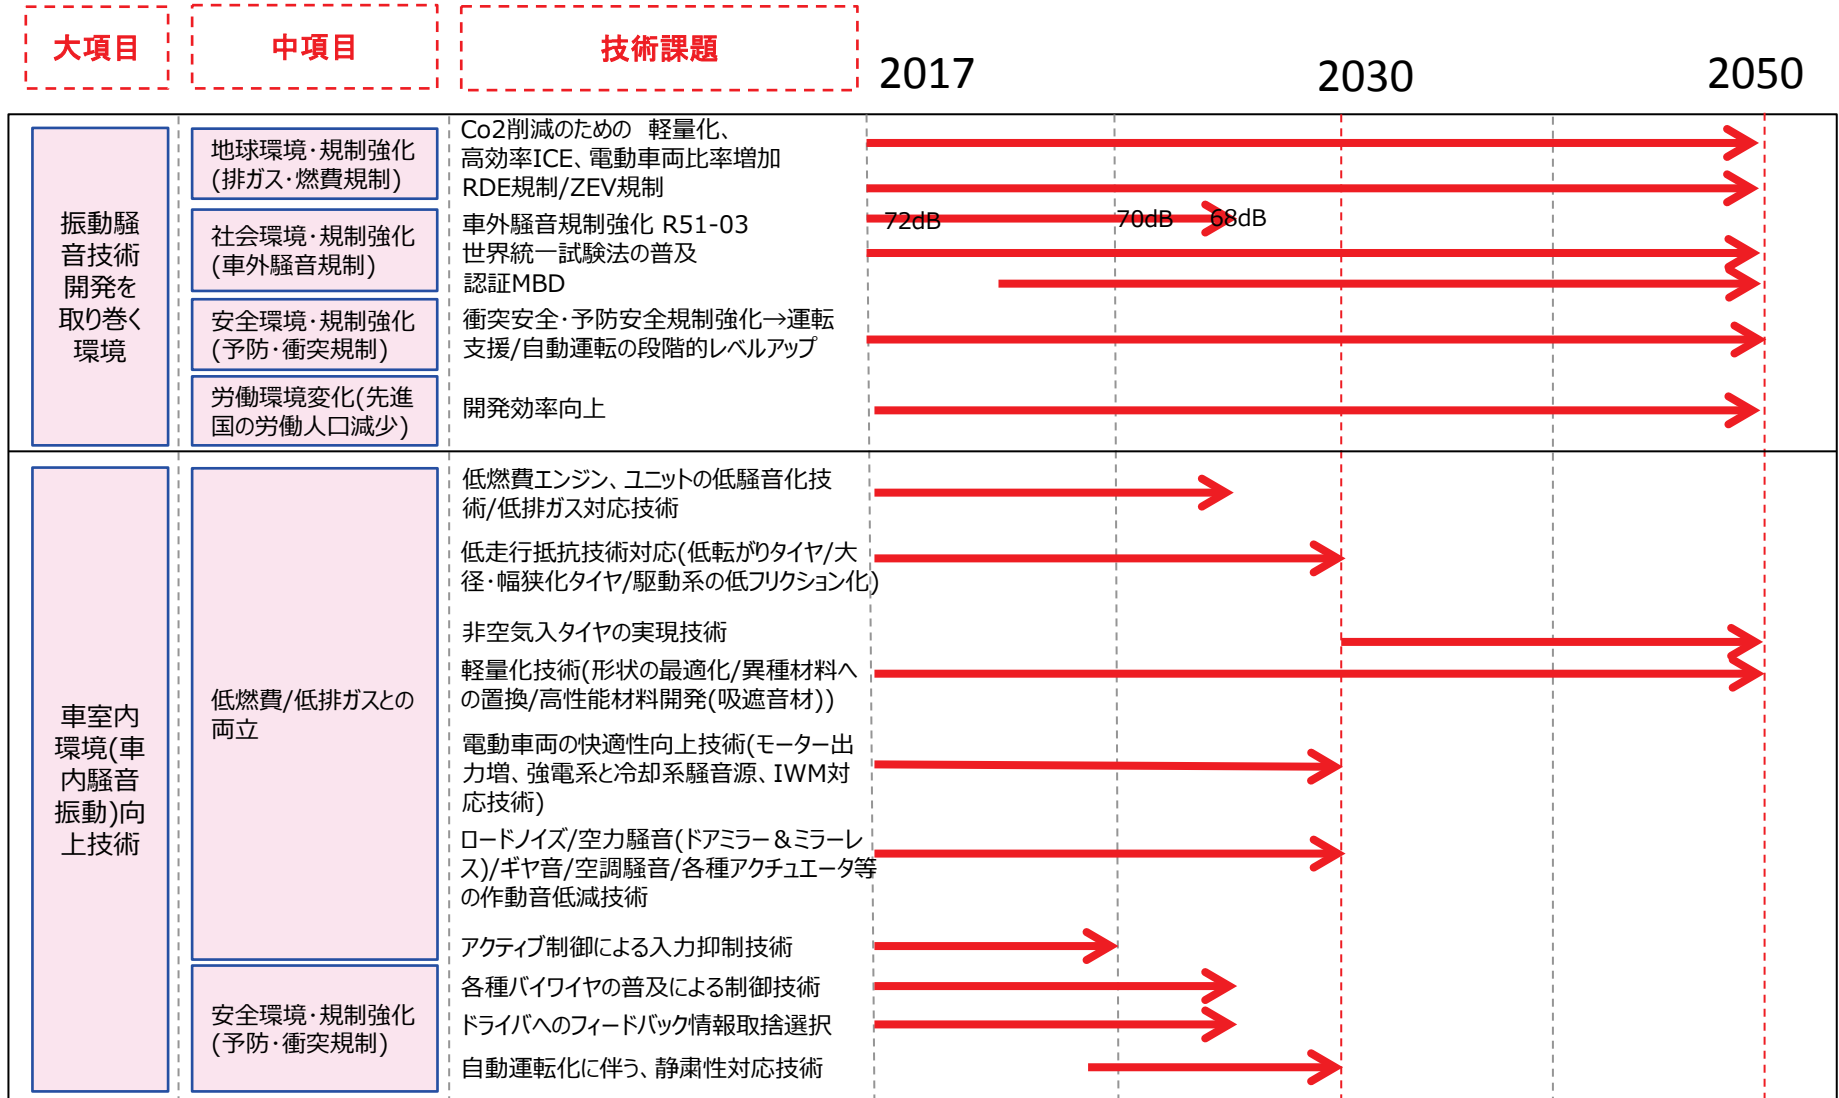 大項目
中項目
技術課題
2017
2030
2050
振動騒
音技術
開発を
取り巻く
環境
地球環境・規制強化
(排ガス・燃費規制)
Co2削減のための 軽量化、
高効率ICE、電動車両比率増加
RDE規制/ZEV規制
社会環境・規制強化
(車外騒音規制)
車外騒音規制強化 R51-03
72dB
70dB
68dB
世界統一試験法の普及
認証MBD
安全環境・規制強化
(予防・衝突規制)
衝突安全・予防安全規制強化→運転
支援/自動運転の段階的レベルアップ
労働環境変化(先進
国の労働人口減少)
開発効率向上
車室内
環境(車
内騒音
振動)向
上技術
低燃費/低排ガスとの
両立
低燃費エンジン、ユニットの低騒音化技
術/低排ガス対応技術
低走行抵抗技術対応(低転がりタイヤ/大
径・幅狭化タイヤ/駆動系の低フリクション化)
非空気入タイヤの実現技術
軽量化技術(形状の最適化/異種材料へ
の置換/高性能材料開発(吸遮音材))
電動車両の快適性向上技術(モーター出
力増、強電系と冷却系騒音源、IWM対
応技術)
ロードノイズ/空力騒音(ドアミラー＆ミラーレ
ス)/ギヤ音/空調騒音/各種アクチュエータ等
の作動音低減技術
アクティブ制御による入力抑制技術
安全環境・規制強化
(予防・衝突規制)
各種バイワイヤの普及による制御技術
ドライバへのフィードバック情報取捨選択
自動運転化に伴う、静粛性対応技術